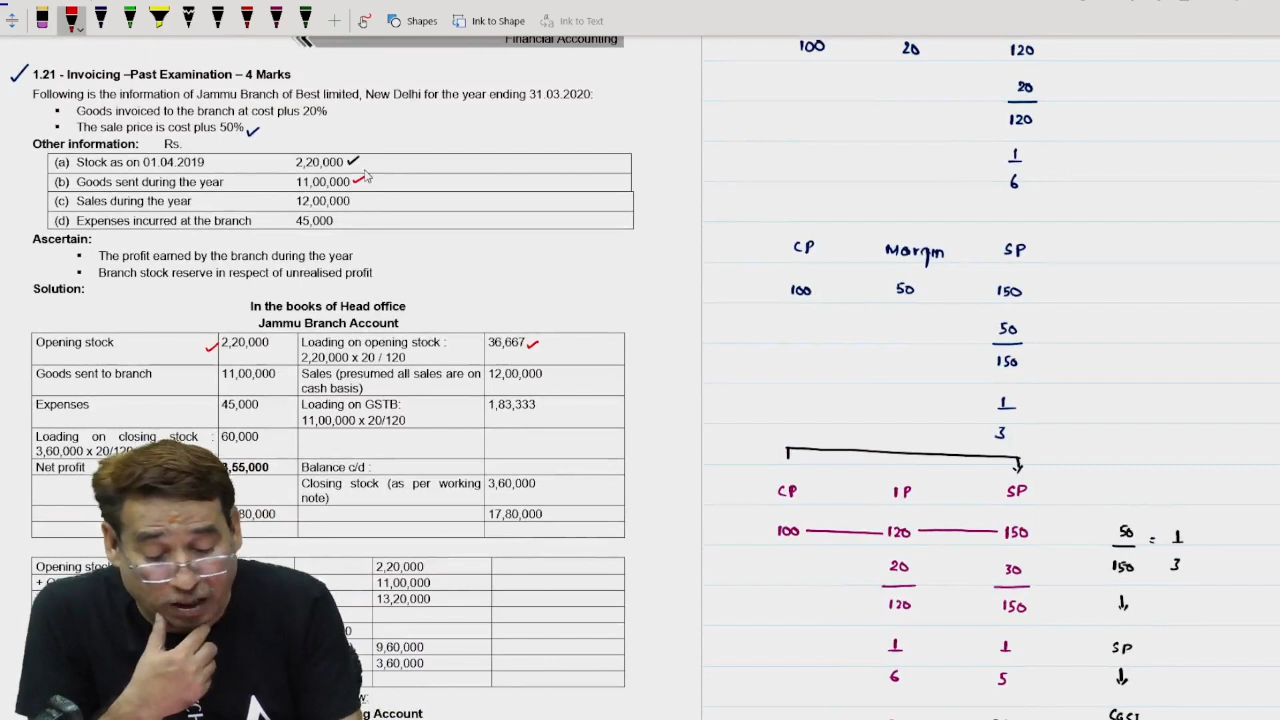 Shapes
Ink to Shape
Ink to Text
Financial Accounting
1.21 - Invoicing –Past Examination – 4 Marks
Following is the information of Jammu Branch of Best limited, New Delhi for the year ending 31.03.2020:
▪ Goods invoiced to the branch at cost plus 20%
▪ The sale price is cost plus 50%
Other information: Rs.
(a) Stock as on 01.04.2019 2,20,000
(b) Goods sent during the year 11,00,000
(c) Sales during the year 12,00,000
(d) Expenses incurred at the branch 45,000
Ascertain:
▪ The profit earned by the branch during the year
▪ Branch stock reserve in respect of unrealised profit
Solution:
In the books of Head office
Jammu Branch Account
Opening stock 2,20,000 Loading on opening stock : 36,667
2,20,000 x 20 / 120
Goods sent to branch 11,00,000 Sales (presumed all sales are on 12,00,000
cash basis)
Expenses 45,000 Loading on GSTB: 1,83,333
11,00,000 x 20/120
Loading on closing stock : 60,000
3,60,000 x 20/120
Net profit ,55,000 Balance c/d :
Closing stock (as per working 3,60,000
note)
80,000 17,80,000
Opening 2,20,000
+ 11,00,000
13,20,000
9,60,000
3,60,000
g Account
100 20 120
20
120
1
6
CP Margin SP
100 50 150
50
150
1
3
CP IP SP
100 120 150
20 30
120 150
1 1
6 5
50 = 1
150 3
SP
CGSI